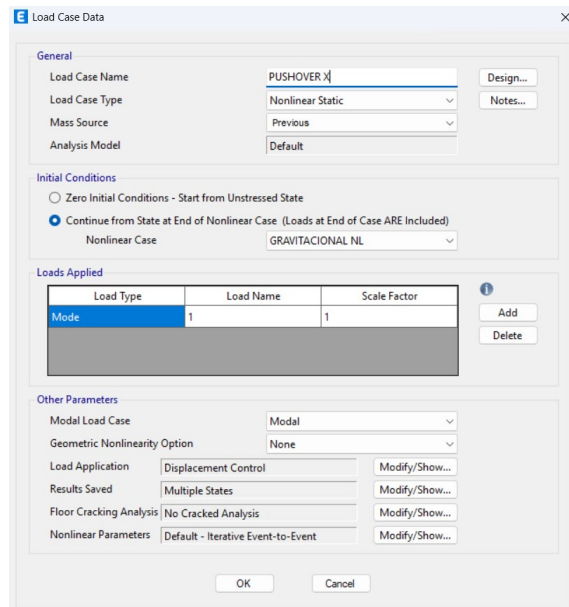 E Load Case Data
General
Load Case Name PUSHOVER X Design...
Load Case Type Nonlinear Static Notes...
Mass Source Previous
Analysis Model Default
Initial Conditions
Zero Initial Conditions - Start from Unstressed State
Continue from State at End of Nonlinear Case (Loads at End of Case ARE Included)
Nonlinear Case GRAVITACIONAL NL
Loads Applied
Load Type Load Name Scale Factor
Mode 1 1
Add
Delete
Other Parameters
Modal Load Case Modal
Geometric Nonlinearity Option None
Load Application Displacement Control Modify/Show...
Results Saved Multiple States Modify/Show...
Floor Cracking Analysis No Cracked Analysis Modify/Show...
Nonlinear Parameters Default - Iterative Event-to-Event Modify/Show...
OK Cancel